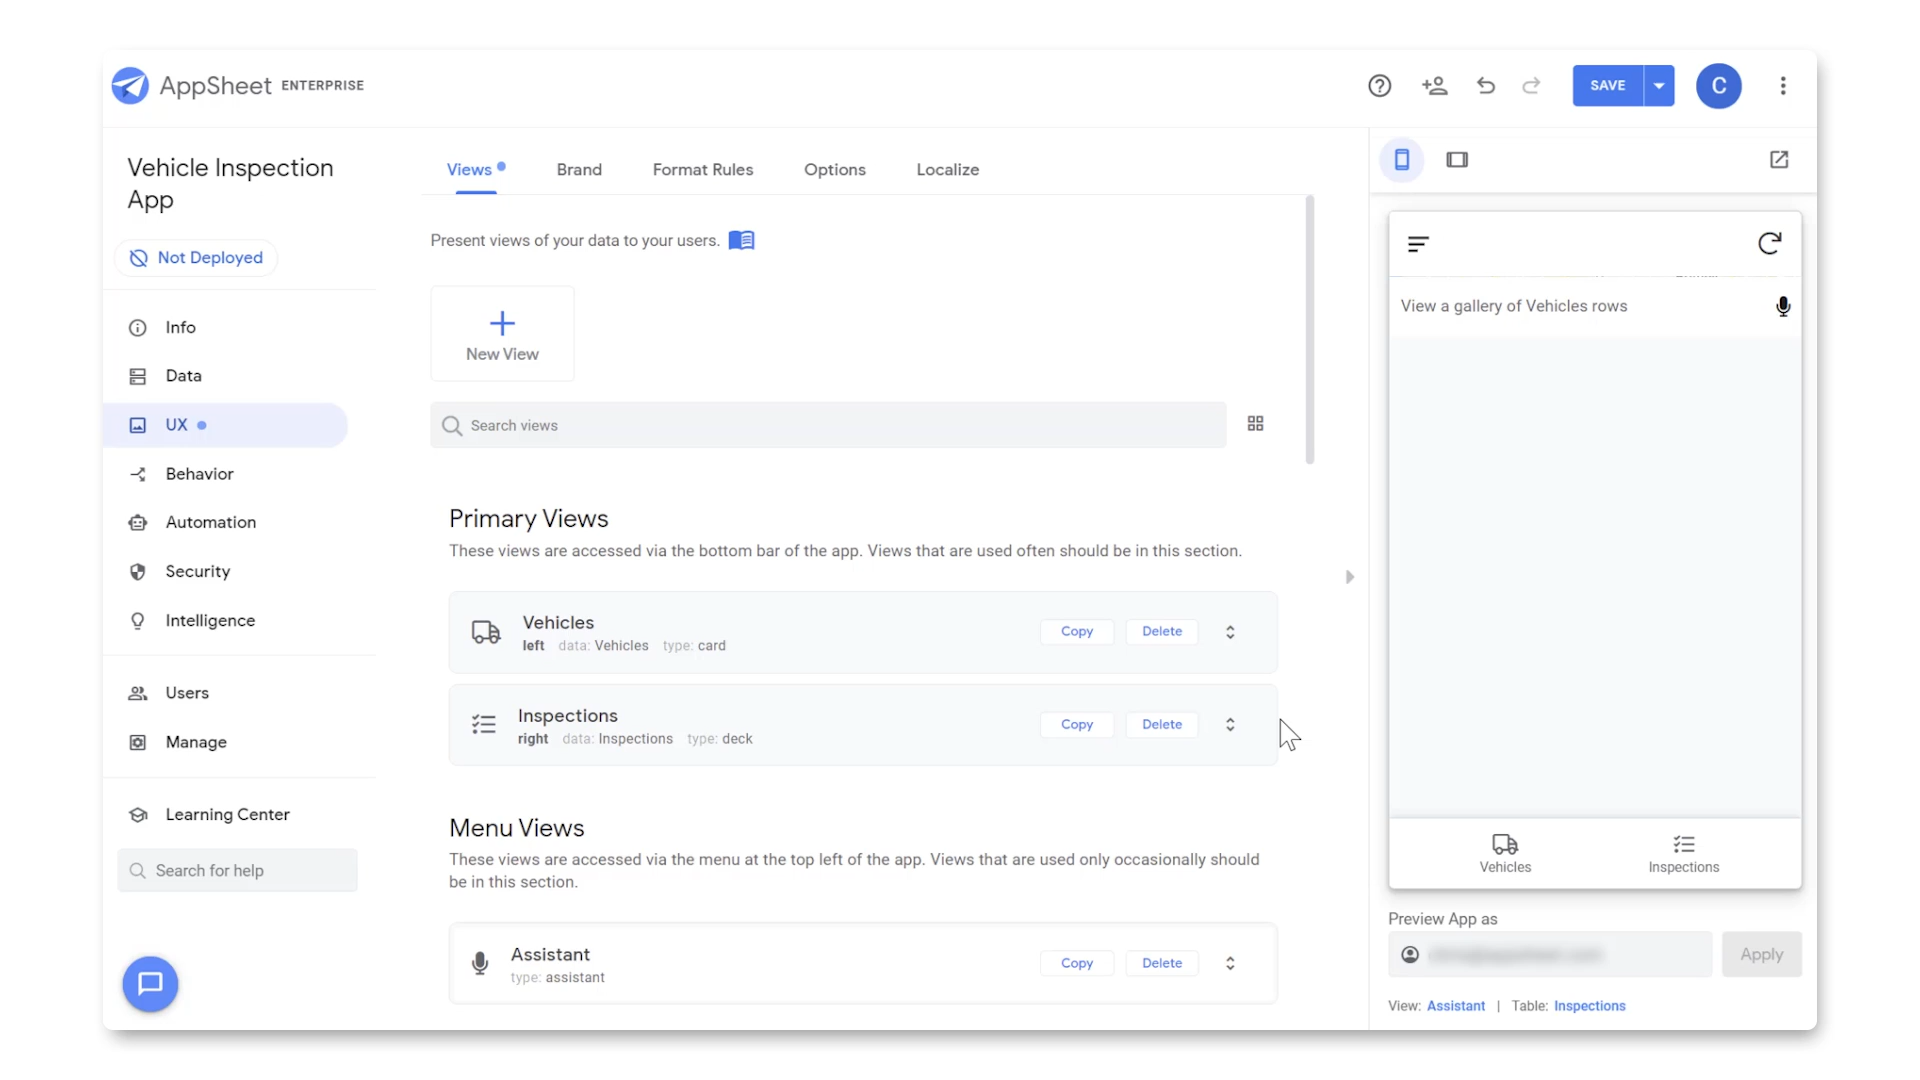 AppSheet ENTERPRISE
SAVE
C
Vehicle Inspection
App
Not Deployed
Info
Data
UX
Behavior
Automation
Security
Intelligence
Users
Manage
Learning Center
Search for help
Views
Brand
Format Rules
Options
Localize
Present views of your data to your users.
New View
Search views
Primary Views
These views are accessed via the bottom bar of the app. Views that are used often should be in this section.
Vehicles
left data: Vehicles type: card
Copy
Delete
Inspections
right data: Inspections type: deck
Copy
Delete
Menu Views
These views are accessed via the menu at the top left of the app. Views that are used only occasionally should
be in this section.
Assistant
type: assistant
Copy
Delete
View a gallery of Vehicles rows
Vehicles
Inspections
Preview App as
Apply
View: Assistant | Table: Inspections